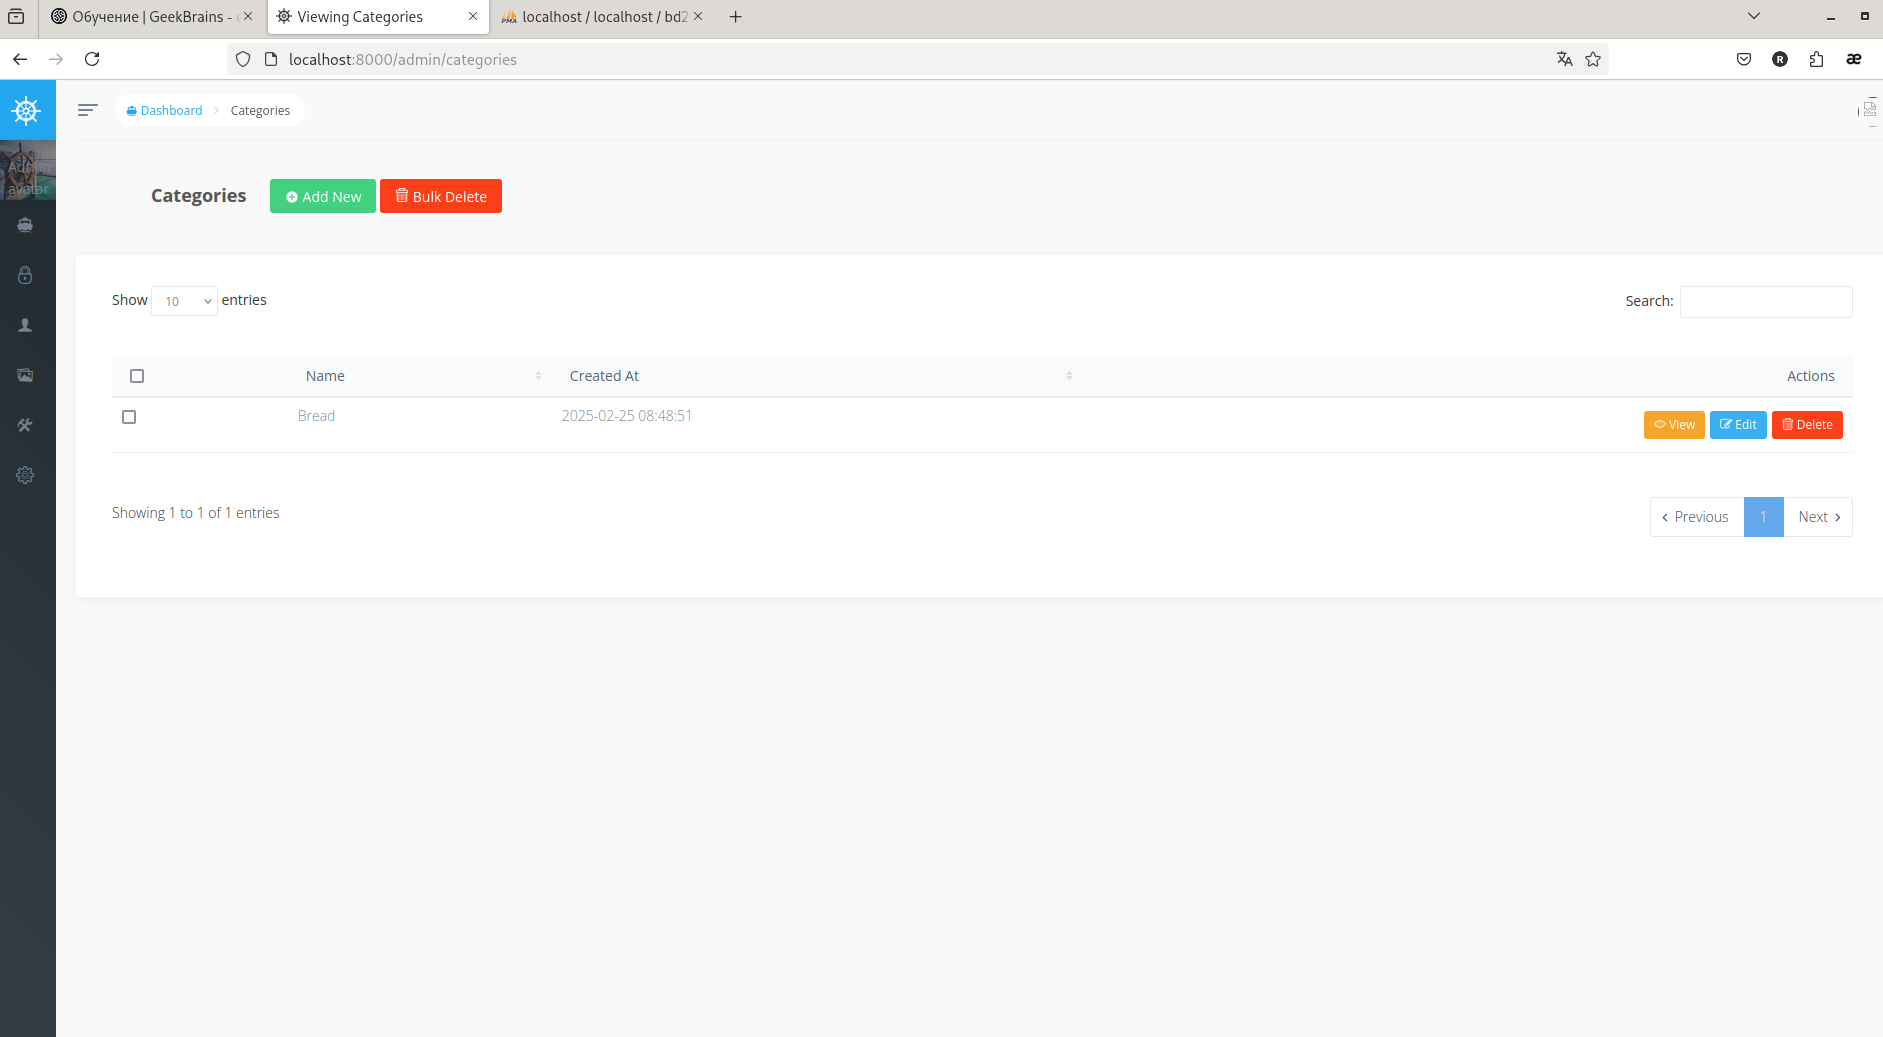 Обучение | GeekBrains -
Viewing Categories
localhost / localhost / bd2
localhost:8000/admin/categories
Dashboard
Categories
Admin avatar
Categories
Add New
Bulk Delete
Show 10 entries
Search:
Name
Created At
Actions
Bread
2025-02-25 08:48:51
View
Edit
Delete
Showing 1 to 1 of 1 entries
Previous
1
Next